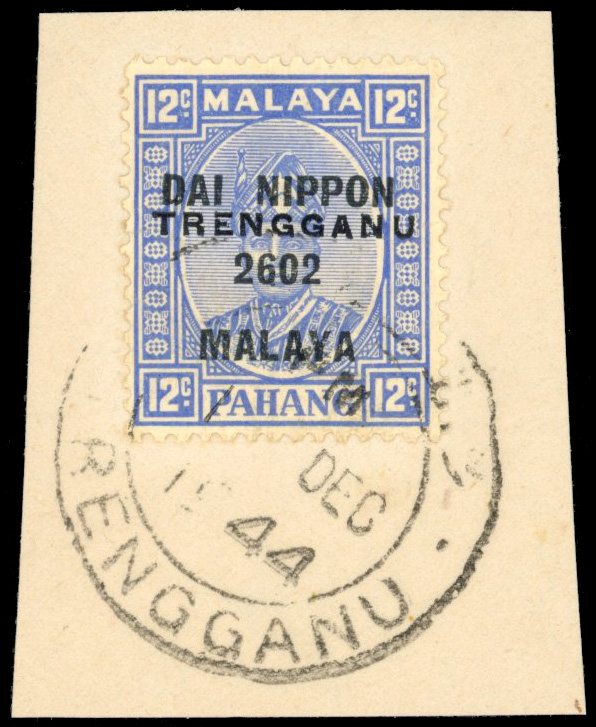 12c MALAYA 12c
DAI NIPPON
TRENGGANU
2602
MALAYA
12c PAHANG 12c
DEC
44
RENGGANU